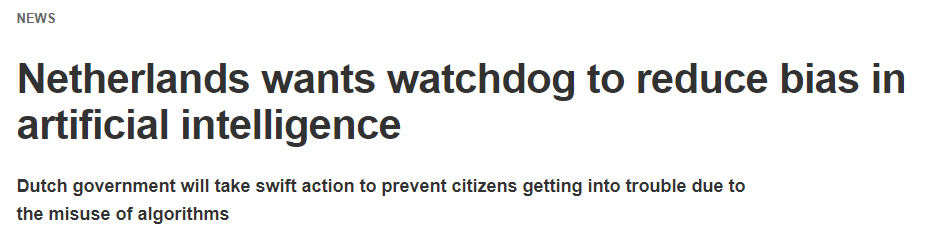 NEWS
Netherlands wants watchdog to reduce bias in
artificial intelligence
Dutch government will take swift action to prevent citizens getting into trouble due to
the misuse of algorithms